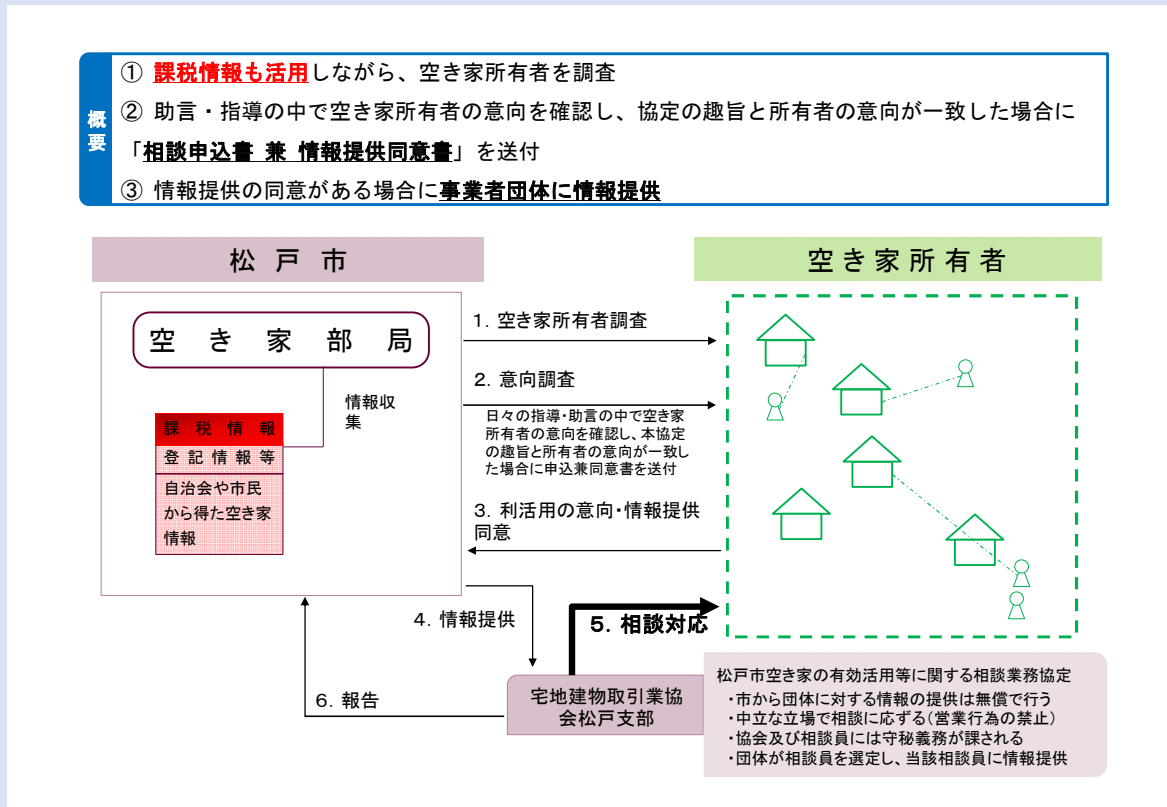 概要
① 課税情報も活用しながら、空き家所有者を調査
② 助言・指導の中で空き家所有者の意向を確認し、協定の趣旨と所有者の意向が一致した場合に
「相談申込書 兼 情報提供同意書」を送付
③ 情報提供の同意がある場合に事業者団体に情報提供
松戸市
空き家所有者
空き家部局
情報収
集
課税情報
登記情報等
自治会や市民
から得た空き家
情報
1．空き家所有者調査
2．意向調査
日々の指導・助言の中で空き家
所有者の意向を確認し、本協定
の趣旨と所有者の意向が一致し
た場合に申込兼同意書を送付
3．利活用の意向・情報提供
同意
4．情報提供
5．相談対応
6．報告
宅地建物取引業協
会松戸支部
松戸市空き家の有効活用等に関する相談業務協定
・市から団体に対する情報の提供は無償で行う
・中立な立場で相談に応ずる（営業行為の禁止）
・協会及び相談員には守秘義務が課される
・団体が相談員を選定し、当該相談員に情報提供